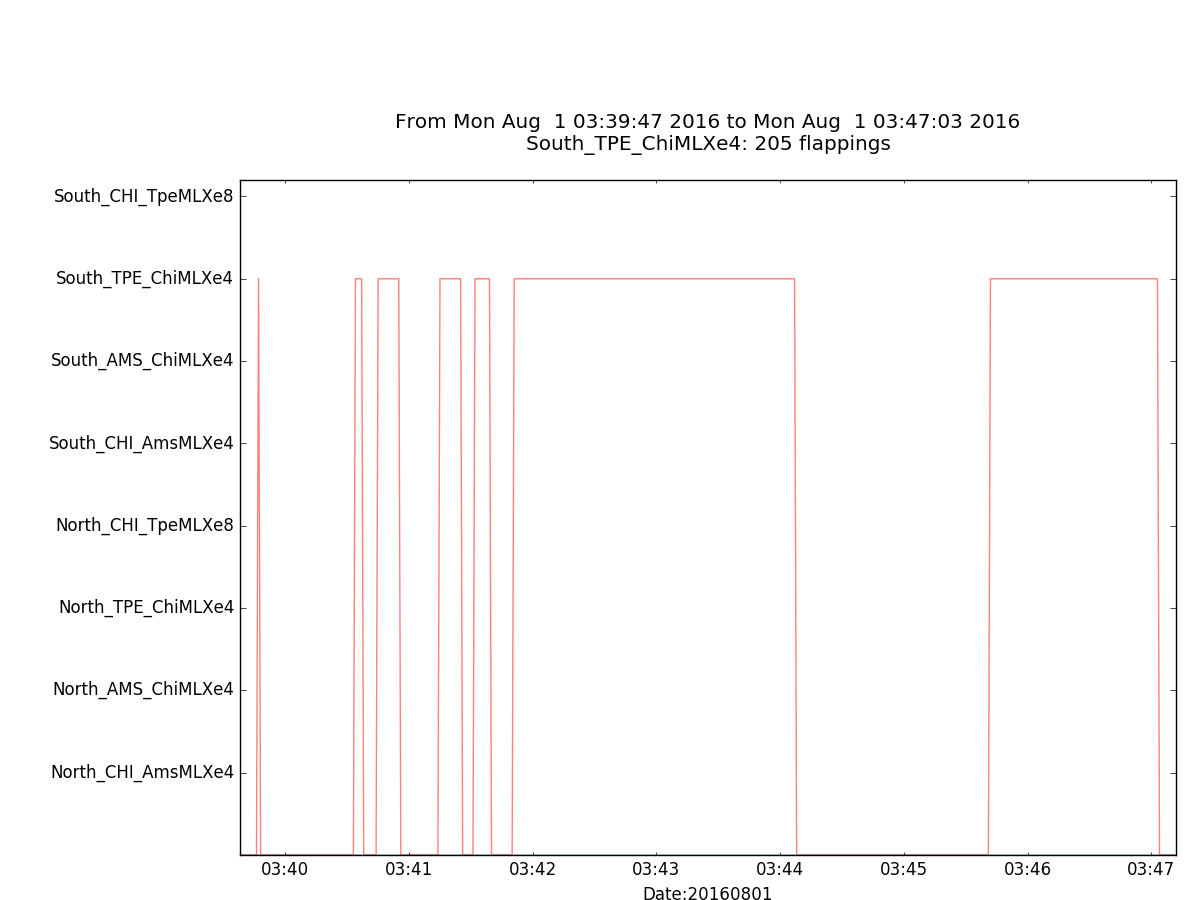 From Mon Aug  1 03:39:47 2016 to Mon Aug  1 03:47:03 2016
South_TPE_ChiMLXe4: 205 flappings
South_CHI_TpeMLXe8
South_TPE_ChiMLXe4
South_AMS_ChiMLXe4
South_CHI_AmsMLXe4
North_CHI_TpeMLXe8
North_TPE_ChiMLXe4
North_AMS_ChiMLXe4
North_CHI_AmsMLXe4
03:40 03:41 03:42 03:43 03:44 03:45 03:46 03:47
Date:20160801